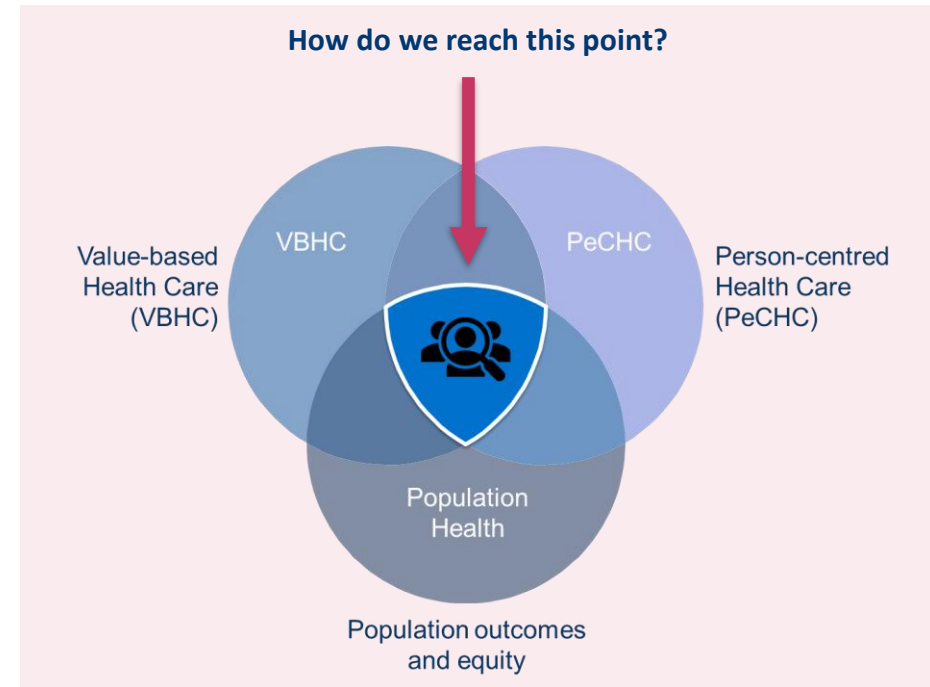 How do we reach this point?
VBHC
PeCHC
Value-based
Health Care
(VBHC)
Person-centred
Health Care
(PeCHC)
Population
Health
Population outcomes
and equity